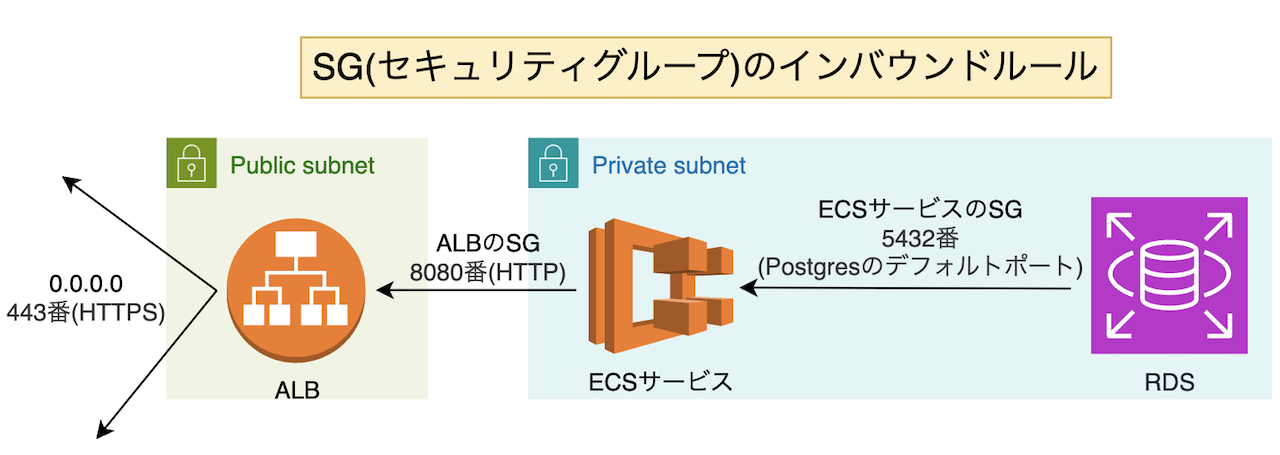 SG(セキュリティグループ)のインバウンドルール
Public subnet
Private subnet
0.0.0.0
443番(HTTPS)
ALB
ALBのSG
8080番(HTTP)
ECSサービス
ECSサービスのSG
5432番
(Postgresのデフォルトポート)
RDS